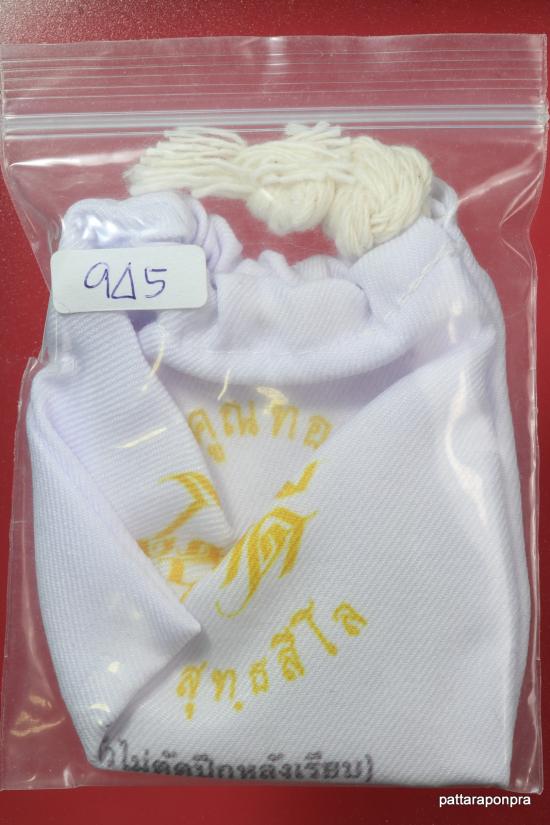 9Δ5
คูณทอ
สุทฺธสีโล
ไม่ตัดปีกหลังเรียบ)
pattaraponpra